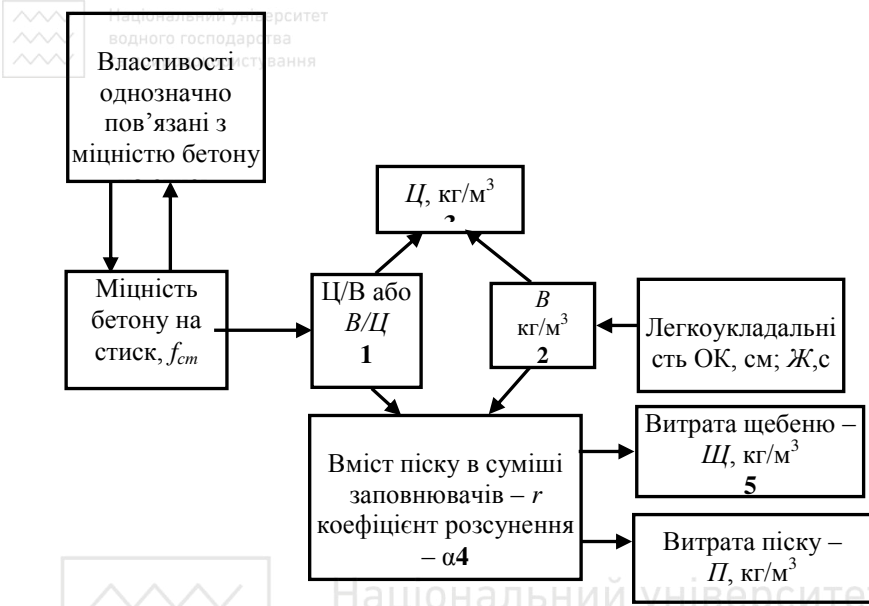 Національний університет
водного господарства
Властивості
однозначно
пов’язані з
міцністю бетону
Ц, кг/м³
Міцність
бетону на
стиск, fcm
Ц/В або
В/Ц
1
В
кг/м³
2
Легкоукладальні
сть ОК, см; Ж,с
Вміст піску в суміші
заповнювачів – r
коефіцієнт розсунення
– α4
Витрата щебеню –
Щ, кг/м³
5
Витрата піску –
П, кг/м³
Національний університет